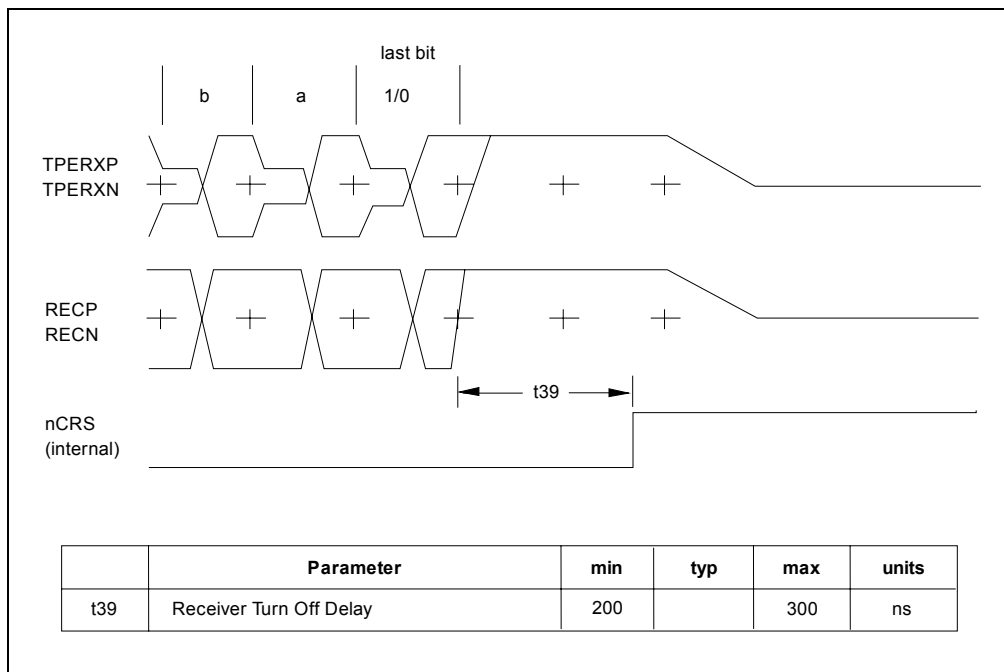 last bit
b a 1/0
TPERXP
TPERXN
RECP
RECN
t39
nCRS
(internal)
Parameter min typ max units
t39 Receiver Turn Off Delay 200 300 ns